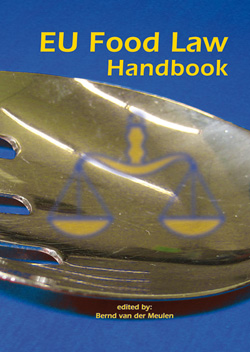 EU Food Law
Handbook
edited by:
Bernd van der Meulen